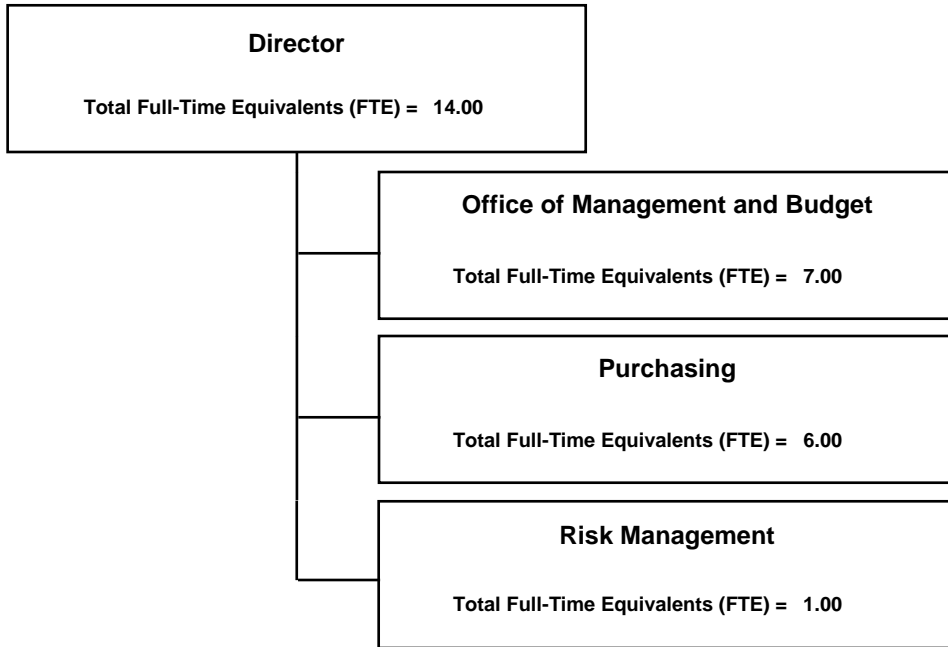 Director
Total Full-Time Equivalents (FTE) = 14.00
Office of Management and Budget
Total Full-Time Equivalents (FTE) = 7.00
Purchasing
Total Full-Time Equivalents (FTE) = 6.00
Risk Management
Total Full-Time Equivalents (FTE) = 1.00